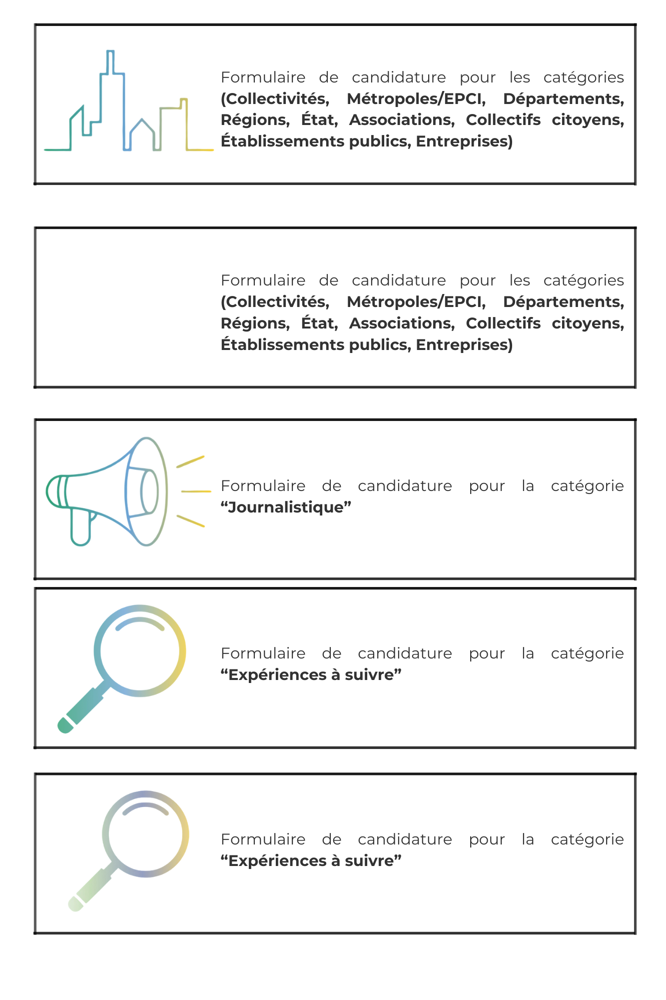 Formulaire de candidature pour les catégories
(Collectivités, Métropoles/EPCI, Départements,
Régions, État, Associations, Collectifs citoyens,
Établissements publics, Entreprises)
Formulaire de candidature pour les catégories
(Collectivités, Métropoles/EPCI, Départements,
Régions, État, Associations, Collectifs citoyens,
Établissements publics, Entreprises)
Formulaire de candidature pour la catégorie
“Journalistique”
Formulaire de candidature pour la catégorie
“Expériences à suivre”
Formulaire de candidature pour la catégorie
“Expériences à suivre”